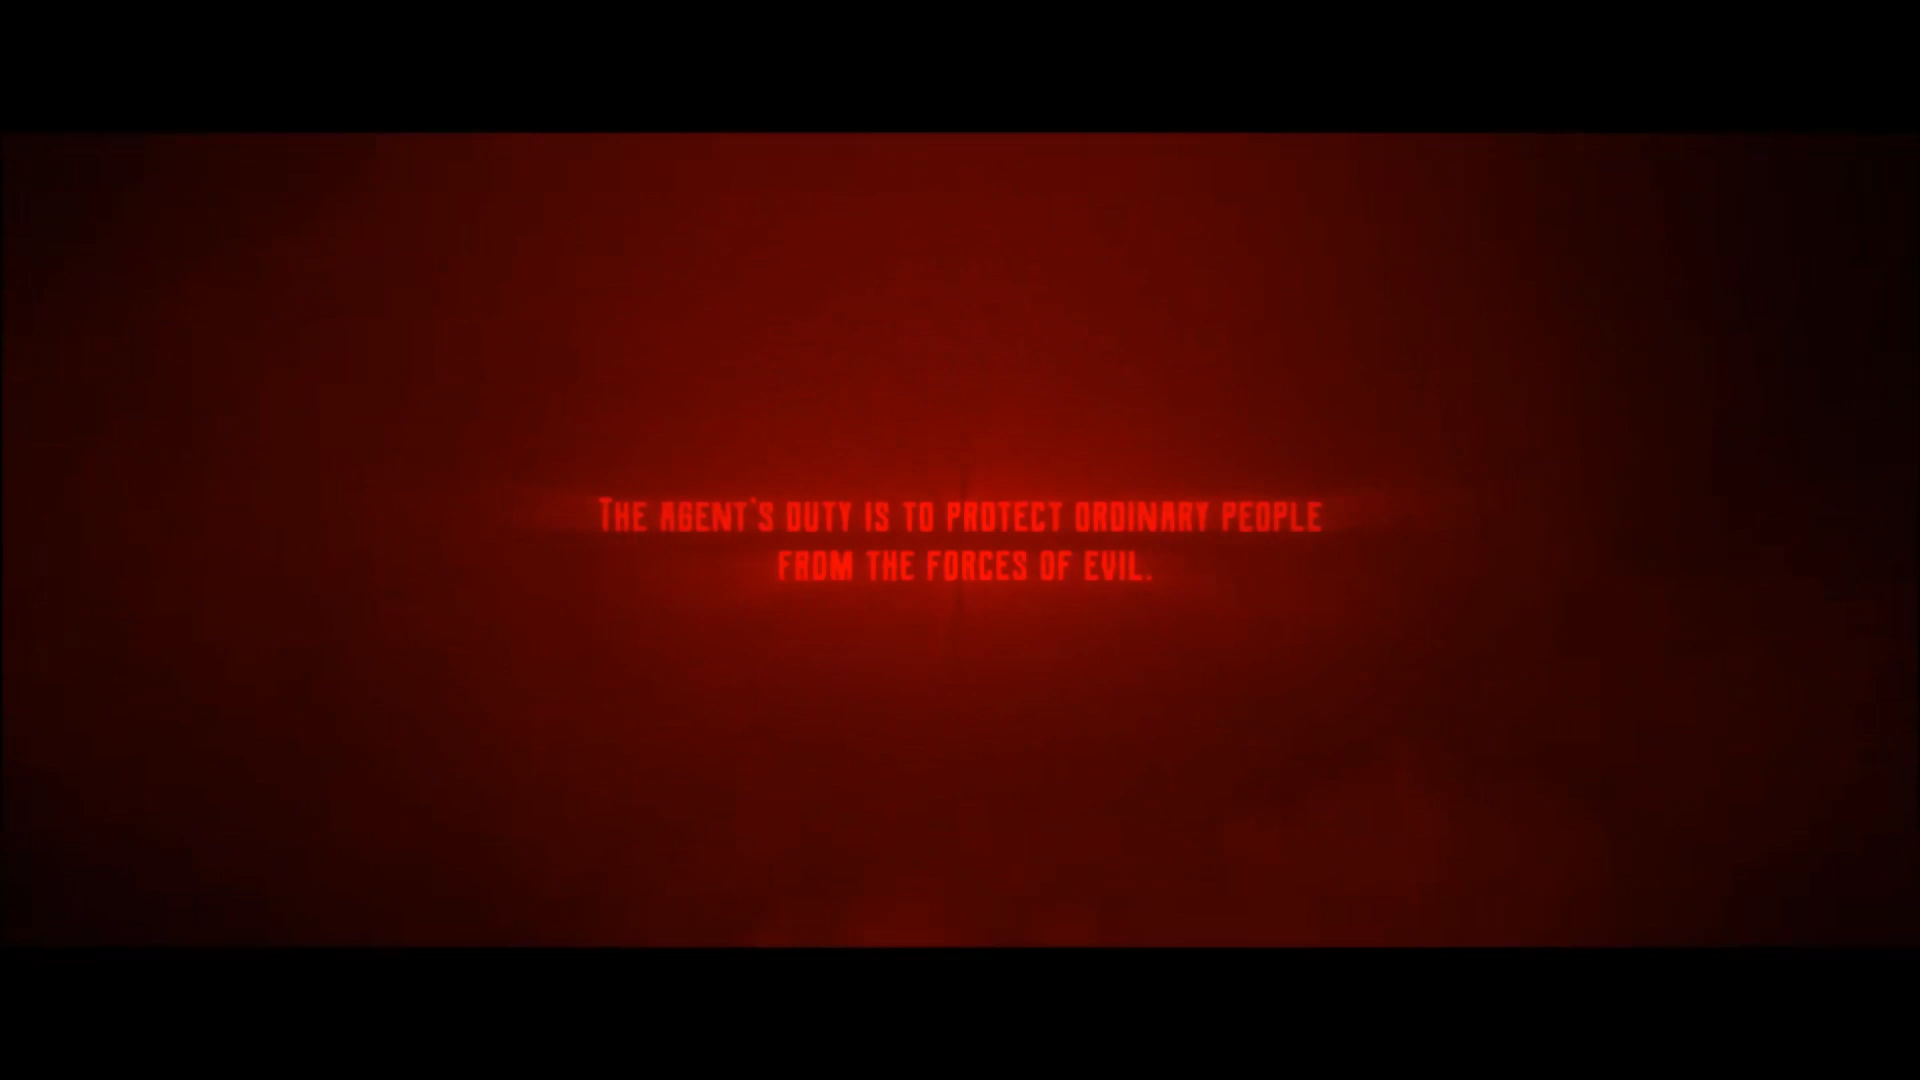 THE AGENT'S DUTY IS TO PROTECT ORDINARY PEOPLE
FROM THE FORCES OF EVIL.